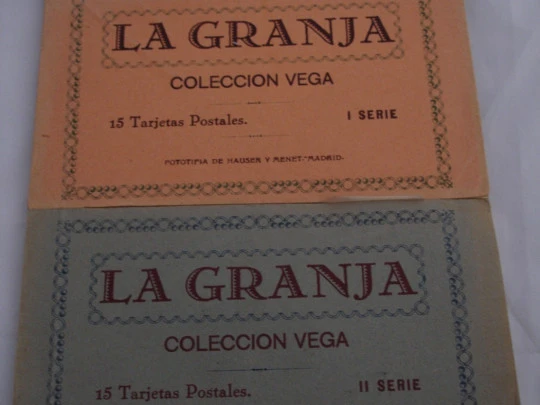 LA GRANJA
COLECCION VEGA
15 Tarjetas Postales. I SERIE
FOTOTIPIA DE HAUSER Y MENET.-MADRID-
LA GRANJA
COLECCION VEGA
15 Tarjetas Postales. II SERIE